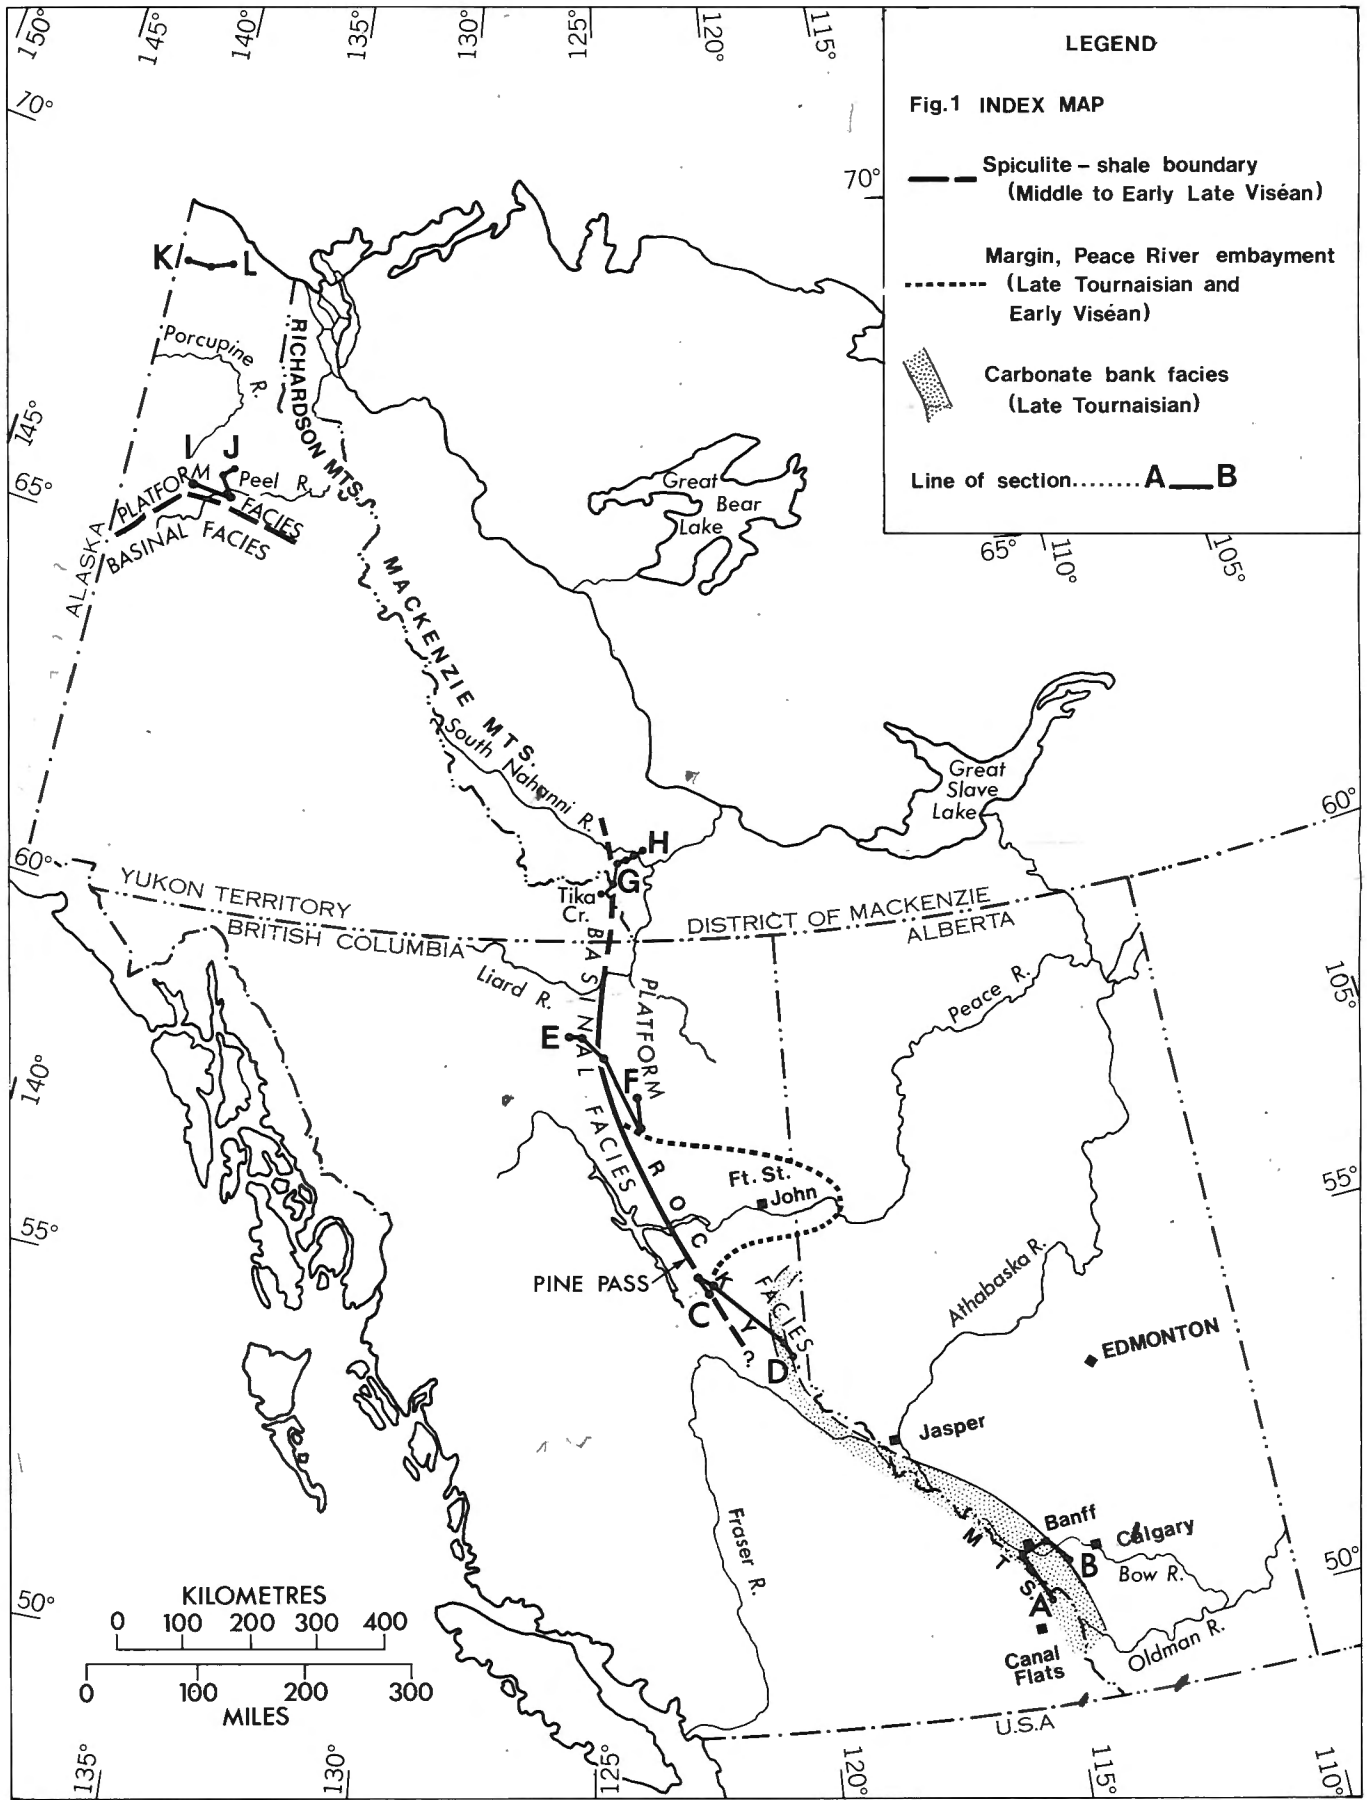 150°
145°
140°
135°
130°
125°
120°
115°
LEGEND
Fig.1 INDEX MAP
Spiculite – shale boundary
(Middle to Early Late Viséan)
Margin, Peace River embayment
(Late Tournaisian and
Early Viséan)
Carbonate bank facies
(Late Tournaisian)
Line of section........A B
70°
70°
K
L
Porcupine
R.
RICHARDSON MTS.
145°
I
J
Peel R.
65°
PLATFORM
FACIES
BASINAL FACIES
ALASKA
Great
Bear
Lake
65°
110°
105°
MACKENZIE MTS.
South Nahanni R.
Great
Slave
Lake
60°
H
G
60°
Tika
Cr.
YUKON TERRITORY
BRITISH COLUMBIA
DISTRICT OF MACKENZIE
ALBERTA
Liard R.
BASINAL FACIES
PLATFORM
Peace R.
105°
E
F
140°
ROCKY
Ft. St.
John
55°
55°
PINE PASS
C
?
FACIES
D
Athabaska R.
EDMONTON
Jasper
Fraser R.
MTS.
Banff
Calgary
B
Bow R.
50°
A
Canal
Flats
Oldman R.
50°
KILOMETRES
0 100 200 300 400
0 100 200 300
MILES
U.S.A
135°
130°
125°
120°
115°
110°